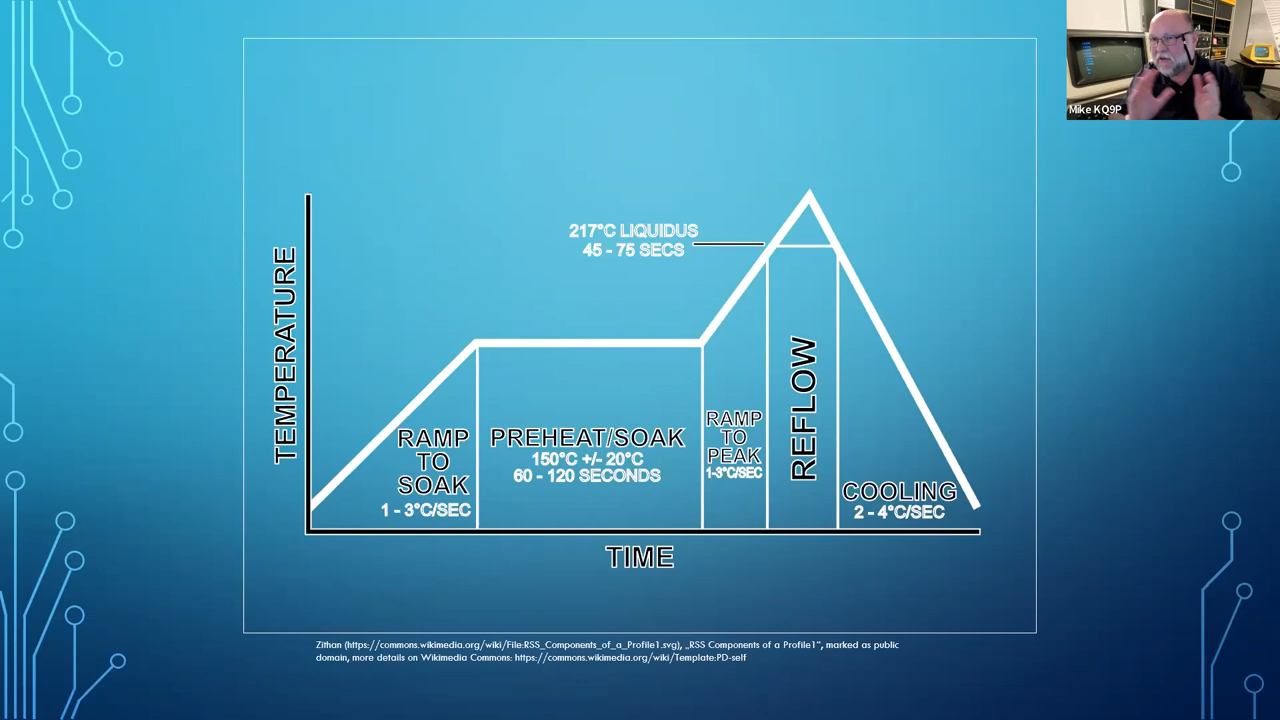 Mike KQ9P
217°C LIQUIDUS
45 - 75 SECS
TEMPERATURE
RAMP
TO
SOAK
1 - 3°C/SEC
PREHEAT/SOAK
150°C +/- 20°C
60 - 120 SECONDS
RAMP
TO
PEAK
1-3°C/SEC
REFLOW
COOLING
2 - 4°C/SEC
TIME
Zithan (https://commons.wikimedia.org/wiki/File:RSS_Components_of_a_Profile1.svg), „RSS Components of a Profile1“, marked as public
domain, more details on Wikimedia Commons: https://commons.wikimedia.org/wiki/Template:PD-self